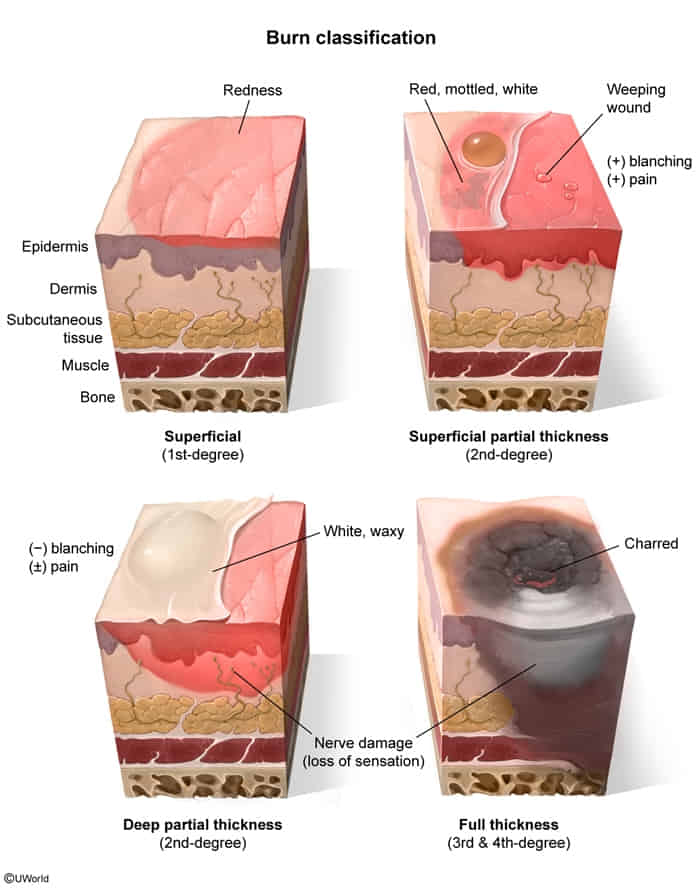 Burn classification
Redness
Epidermis
Dermis
Subcutaneous
tissue
Muscle
Bone
Superficial
(1st-degree)
Red, mottled, white
Weeping
wound
(+) blanching
(+) pain
Superficial partial thickness
(2nd-degree)
(−) blanching
(±) pain
White, waxy
Nerve damage
(loss of sensation)
Deep partial thickness
(2nd-degree)
Charred
Full thickness
(3rd & 4th-degree)
©UWorld